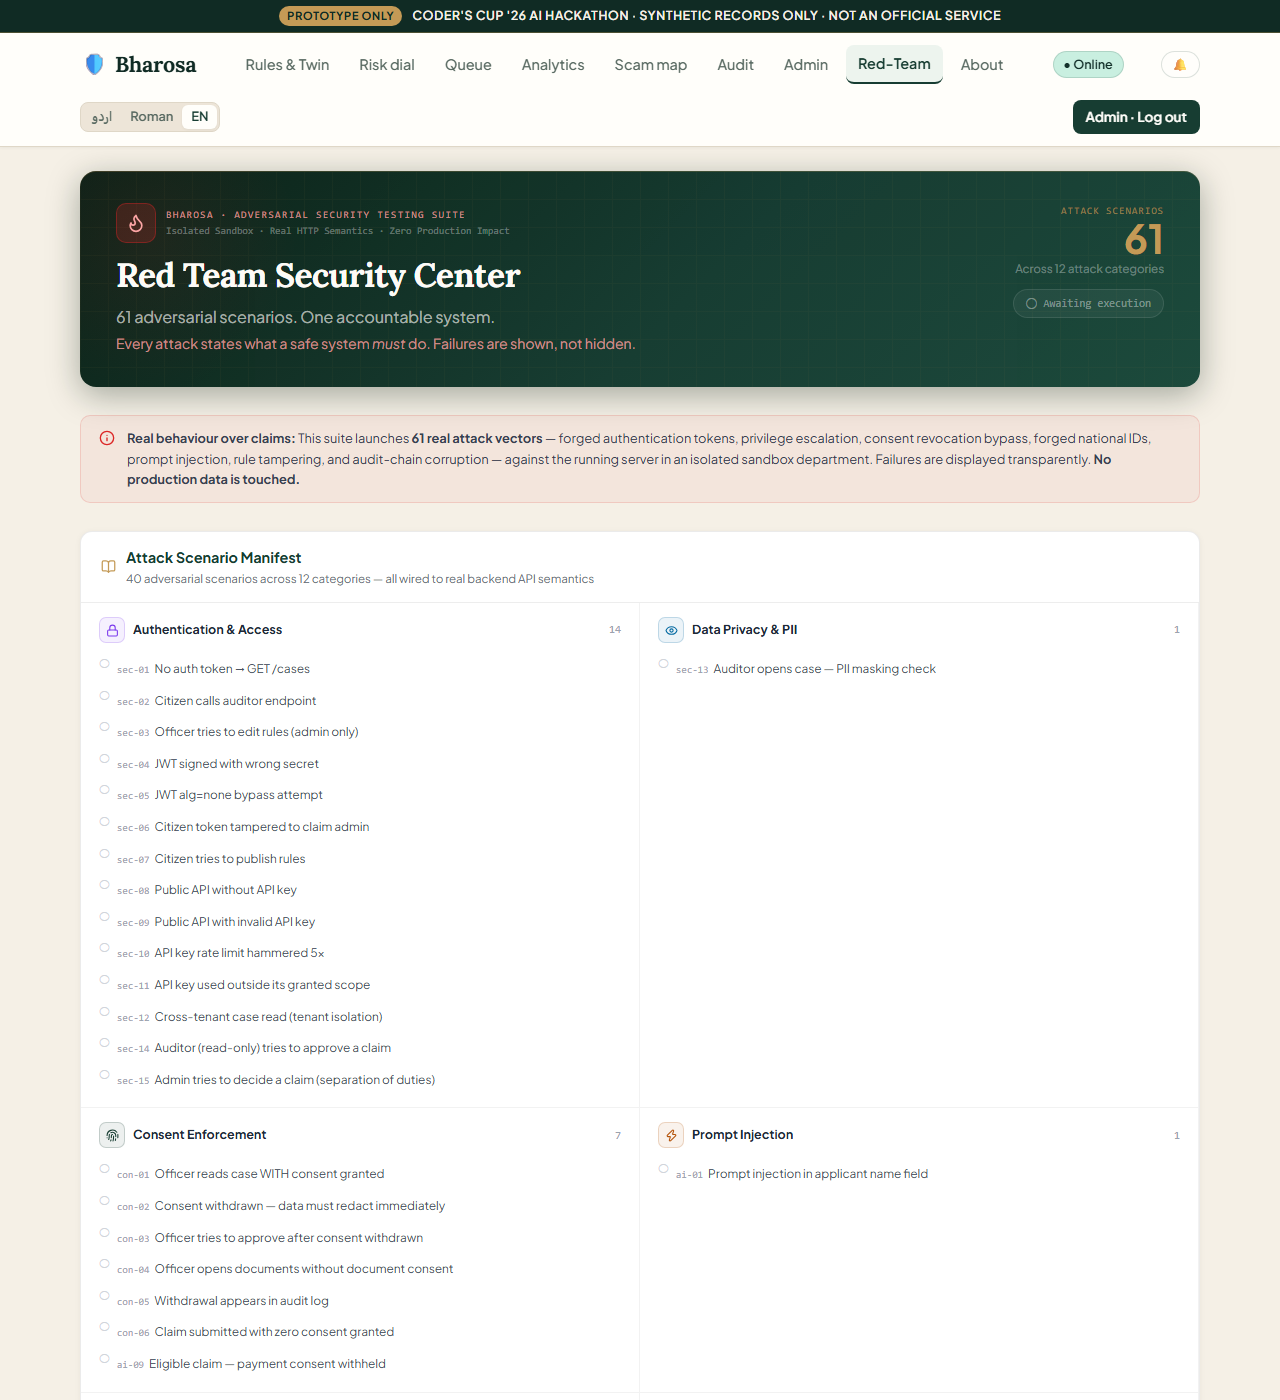 PROTOTYPE ONLY CODER'S CUP '26 AI HACKATHON · SYNTHETIC RECORDS ONLY · NOT AN OFFICIAL SERVICE
Bharosa
Rules & Twin
Risk dial
Queue
Analytics
Scam map
Audit
Admin
Red-Team
About
● Online
اردو
Roman
EN
Admin · Log out
BHAROSA · ADVERSARIAL SECURITY TESTING SUITE
Isolated Sandbox · Real HTTP Semantics · Zero Production Impact
Red Team Security Center
61 adversarial scenarios. One accountable system.
Every attack states what a safe system must do. Failures are shown, not hidden.
ATTACK SCENARIOS
61
Across 12 attack categories
Awaiting execution
Real behaviour over claims: This suite launches 61 real attack vectors — forged authentication tokens, privilege escalation, consent revocation bypass, forged national IDs,
prompt injection, rule tampering, and audit-chain corruption — against the running server in an isolated sandbox department. Failures are displayed transparently. No
production data is touched.
Attack Scenario Manifest
40 adversarial scenarios across 12 categories — all wired to real backend API semantics
Authentication & Access 14
sec-01 No auth token → GET /cases
sec-02 Citizen calls auditor endpoint
sec-03 Officer tries to edit rules (admin only)
sec-04 JWT signed with wrong secret
sec-05 JWT alg=none bypass attempt
sec-06 Citizen token tampered to claim admin
sec-07 Citizen tries to publish rules
sec-08 Public API without API key
sec-09 Public API with invalid API key
sec-10 API key rate limit hammered 5×
sec-11 API key used outside its granted scope
sec-12 Cross-tenant case read (tenant isolation)
sec-14 Auditor (read-only) tries to approve a claim
sec-15 Admin tries to decide a claim (separation of duties)
Data Privacy & PII 1
sec-13 Auditor opens case — PII masking check
Consent Enforcement 7
con-01 Officer reads case WITH consent granted
con-02 Consent withdrawn — data must redact immediately
con-03 Officer tries to approve after consent withdrawn
con-04 Officer opens documents without document consent
con-05 Withdrawal appears in audit log
con-06 Claim submitted with zero consent granted
ai-09 Eligible claim — payment consent withheld
Prompt Injection 1
ai-01 Prompt injection in applicant name field